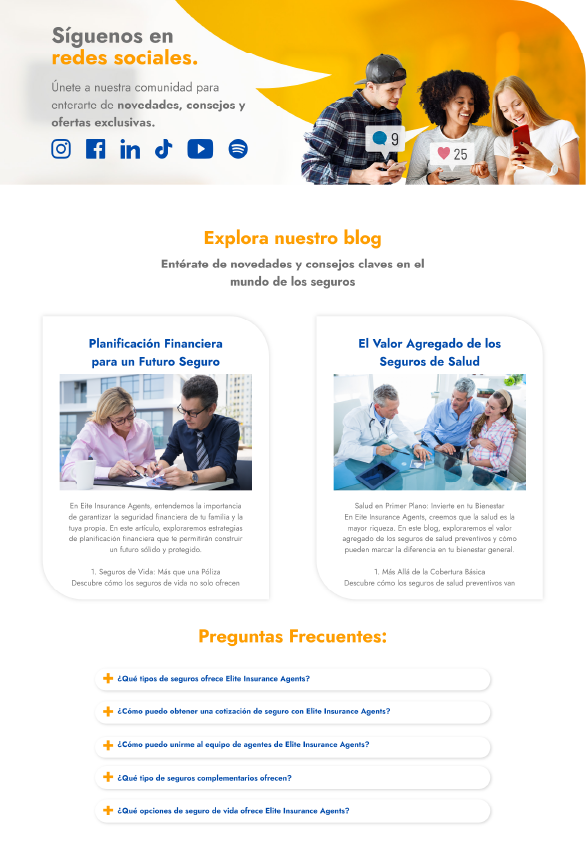 Síguenos en
redes sociales.
Únete a nuestra comunidad para
enterarte de novedades, consejos y
ofertas exclusivas.
9
25
Explora nuestro blog
Entérate de novedades y consejos claves en el
mundo de los seguros
Planificación Financiera
para un Futuro Seguro
En Eite Insurance Agents, entendemos la importancia
de garantizar la seguridad financiera de tu familia y la
tuya propia. En este artículo, exploraremos estrategias
de planificación financiera que te permitirán construir
un futuro sólido y protegido.
1. Seguros de Vida: Más que una Póliza
Descubre cómo los seguros de vida no solo ofrecen
El Valor Agregado de los
Seguros de Salud
Salud en Primer Plano: Invierte en tu Bienestar
En Eite Insurance Agents, creemos que la salud es la
mayor riqueza. En este blog, exploraremos el valor
agregado de los seguros de salud preventivos y cómo
pueden marcar la diferencia en tu bienestar general.
1. Más Allá de la Cobertura Básica
Descubre cómo los seguros de salud preventivos van
Preguntas Frecuentes:
¿Qué tipos de seguros ofrece Elite Insurance Agents?
¿Cómo puedo obtener una cotización de seguro con Elite Insurance Agents?
¿Cómo puedo unirme al equipo de agentes de Elite Insurance Agents?
¿Qué tipo de seguros complementarios ofrecen?
¿Qué opciones de seguro de vida ofrece Elite Insurance Agents?